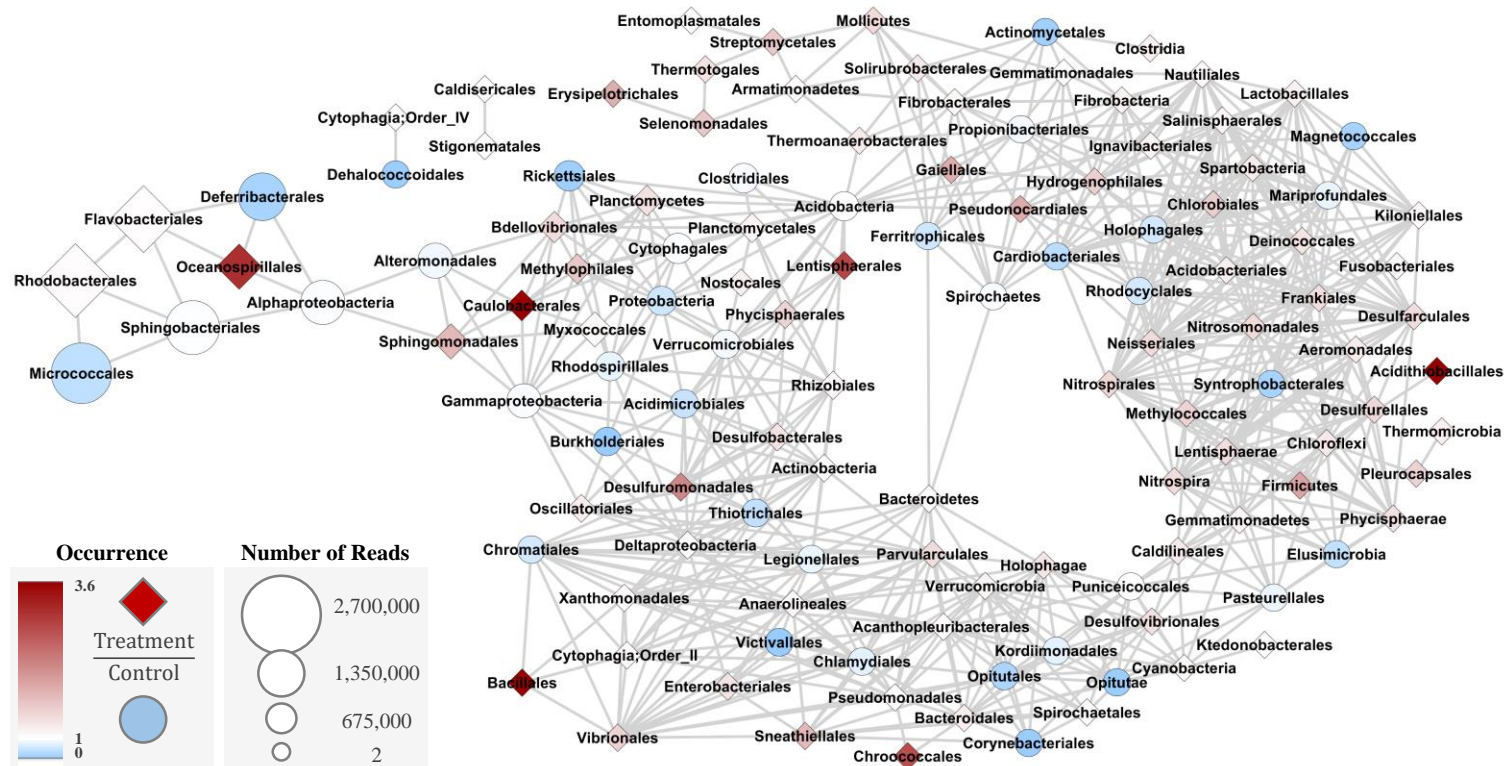 Entomoplasmatales
Mollicutes
Actinomycetales
Streptomycetales
Clostridia
Thermotogales
Solirubrobacterales
Gemmatimonadales
Nautiliales
Caldisericales
Erysipelotrichales
Armatimonadetes
Fibrobacterales
Fibrobacteria
Lactobacillales
Cytophagia;Order_IV
Selenomonadales
Propionibacteriales
Salinisphaerales
Magnetococcales
Stigonematales
Thermoanaerobacterales
Ignavibacteriales
Dehalococcoidales
Rickettsiales
Clostridiales
Gaiellales
Spartobacteria
Deferribacterales
Planctomycetes
Hydrogenophilales
Mariprofundales
Flavobacteriales
Acidobacteria
Pseudonocardiales
Chlorobiales
Kiloniellales
Bdellovibrionales
Planctomycetales
Ferritrophicales
Holophagales
Deinococcales
Oceanospirillales
Alteromonadales
Cytophagales
Cardiobacteriales
Rhodobacterales
Methylophilales
Lentisphaerales
Acidobacteriales
Fusobacteriales
Nostocales
Rhodocyclales
Frankiales
Alphaproteobacteria
Caulobacterales
Proteobacteria
Spirochaetes
Sphingobacteriales
Myxococcales
Phycisphaerales
Nitrosomonadales
Desulfarculales
Sphingomonadales
Verrucomicrobiales
Neisseriales
Aeromonadales
Micrococcales
Rhodospirillales
Rhizobiales
Nitrospirales
Syntrophobacterales
Acidithiobacillales
Gammaproteobacteria
Acidimicrobiales
Methylococcales
Desulfurellales
Burkholderiales
Desulfobacterales
Chloroflexi
Thermomicrobia
Lentisphaerae
Actinobacteria
Nitrospira
Firmicutes
Pleurocapsales
Desulfuromonadales
Bacteroidetes
Oscillatoriales
Thiotrichales
Gemmatimonetes
Phycisphaerae
Chromatiales
Deltaproteobacteria
Legionellales
Parvularculales
Holophagae
Caldilineales
Elusimicrobia
Verrucomicrobia
Puniceicoccales
Xanthomonadales
Anaerolineales
Pasteurellales
Acanthopleuribacterales
Desulfovibrionales
Victivallales
Kordiimonadales
Ktedonobacterales
Cytophagia;Order_II
Chlamydiales
Cyanobacteria
Bacillales
Enterobacteriales
Opitutales
Opitutae
Pseudomonadales
Bacteroidales
Spirochaetales
Vibrionales
Sneathiellales
Corynebacteriales
Chroococcales
Occurrence
3.6
1
0
Treatment
Control
Number of Reads
2,700,000
1,350,000
675,000
2